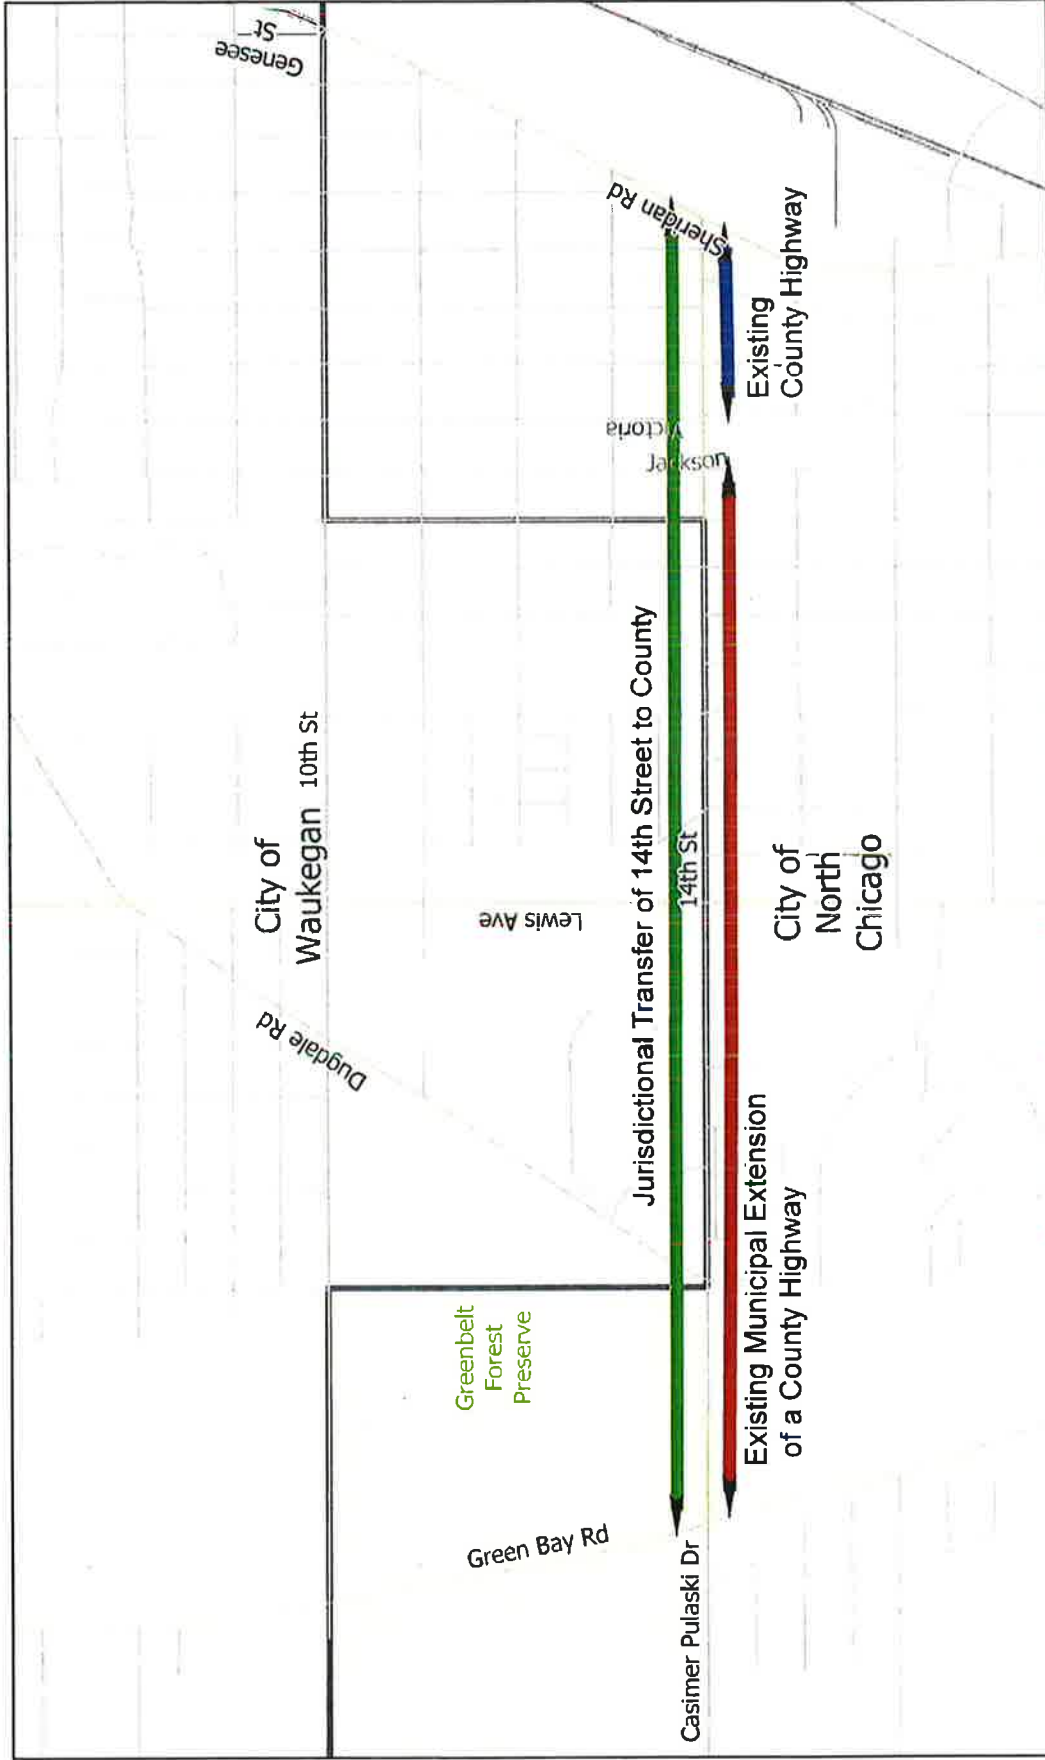 Genesee
St
City of
Waukegan
10th St
Dugdale Rd
Lewis Ave
Greenbelt
Forest
Preserve
Green Bay Rd
Sheridan Rd
Victoria
Jackson
Jurisdictional Transfer of 14th Street to County
14th St
Casimer Pulaski Dr
Existing Municipal Extension
of a County Highway
City of
North
Chicago
Existing
County Highway